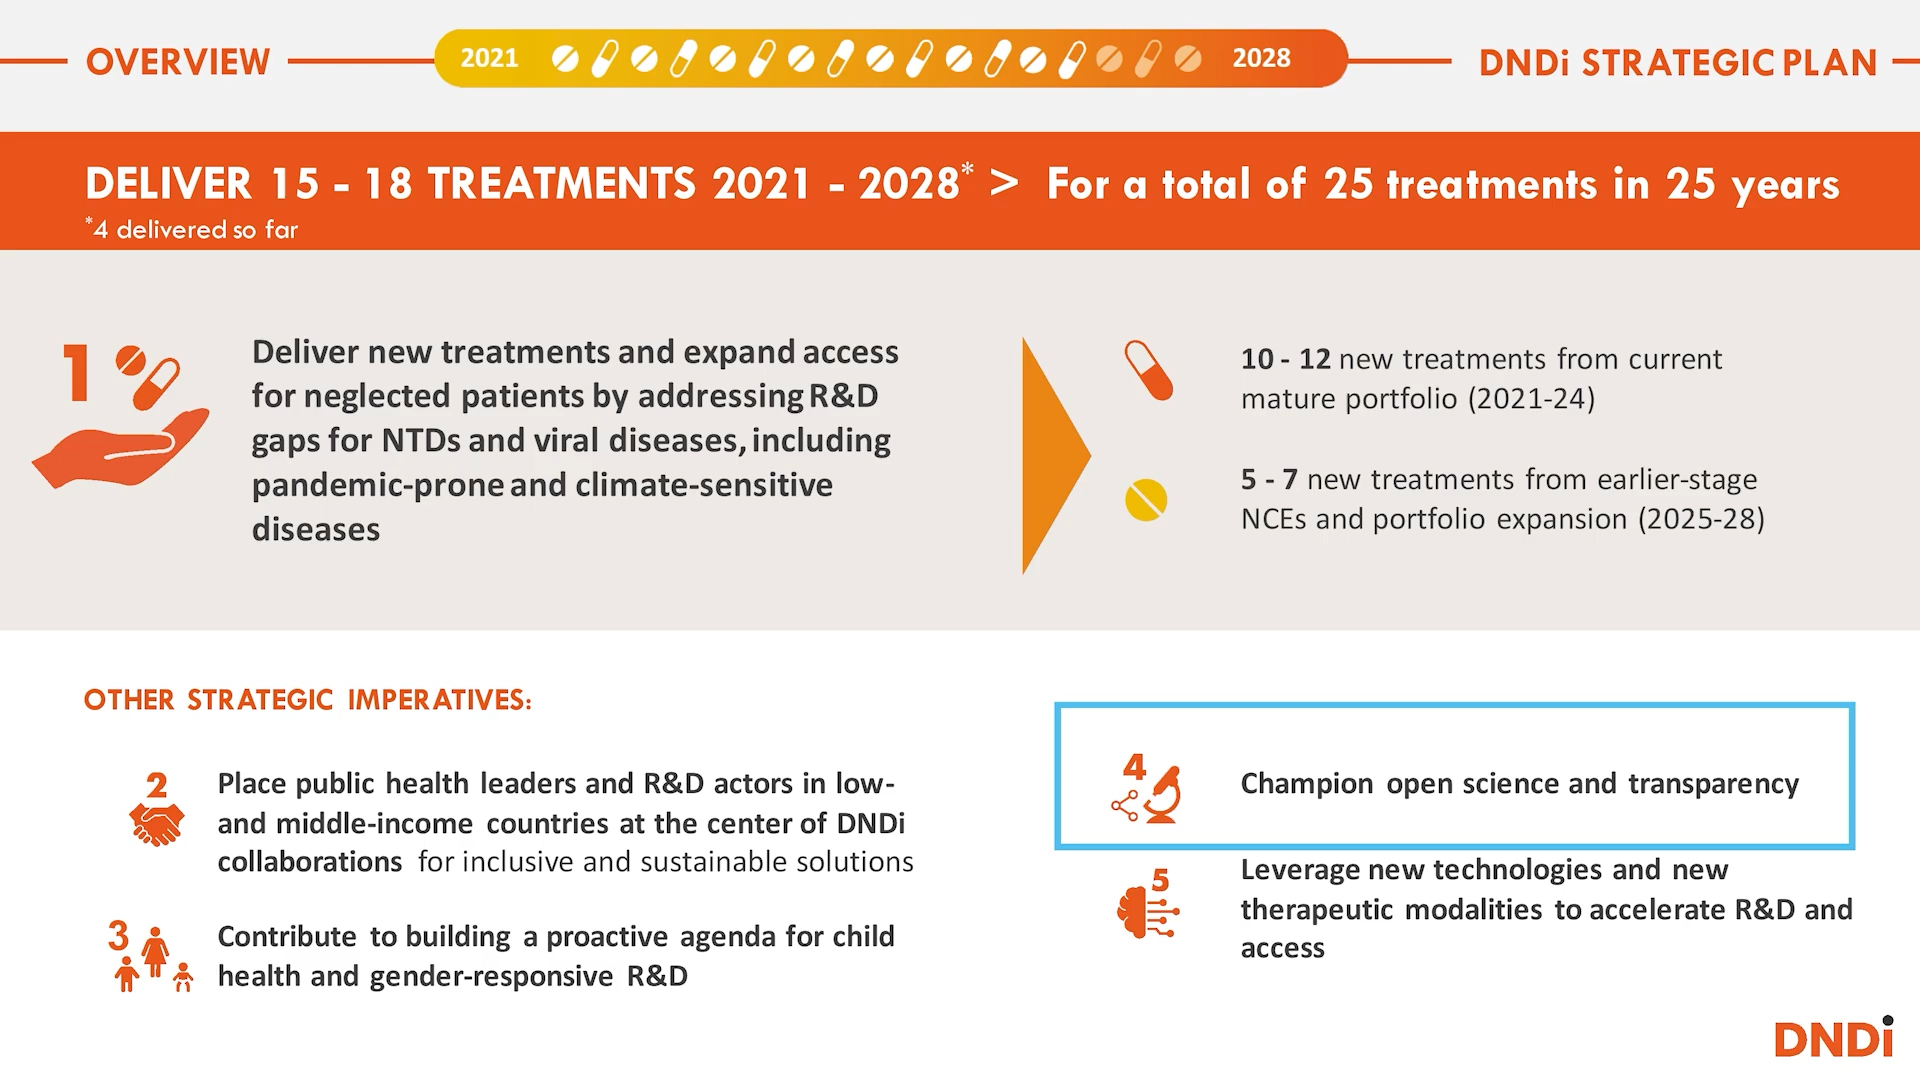 OVERVIEW
2021
2028
DNDi STRATEGIC PLAN
DELIVER 15 - 18 TREATMENTS 2021 - 2028* > For a total of 25 treatments in 25 years
*4 delivered so far
1
Deliver new treatments and expand access
for neglected patients by addressing R&D
gaps for NTDs and viral diseases, including
pandemic-prone and climate-sensitive
diseases
10 - 12 new treatments from current
mature portfolio (2021-24)
5 - 7 new treatments from earlier-stage
NCEs and portfolio expansion (2025-28)
OTHER STRATEGIC IMPERATIVES:
2
Place public health leaders and R&D actors in low-
and middle-income countries at the center of DNDi
collaborations for inclusive and sustainable solutions
3
Contribute to building a proactive agenda for child
health and gender-responsive R&D
4
Champion open science and transparency
5
Leverage new technologies and new
therapeutic modalities to accelerate R&D and
access
DNDi